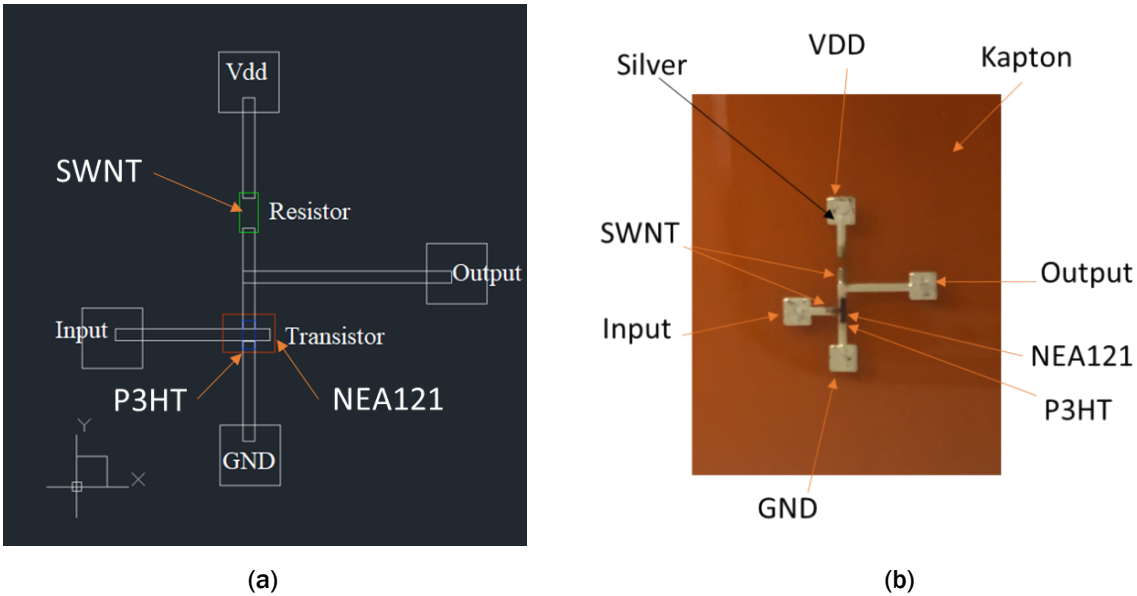 Vdd
SWNT
Resistor
Output
Input
Transistor
P3HT
NEA121
Y
X
GND
(a)
VDD
Silver
Kapton
SWNT
Output
Input
NEA121
P3HT
GND
(b)